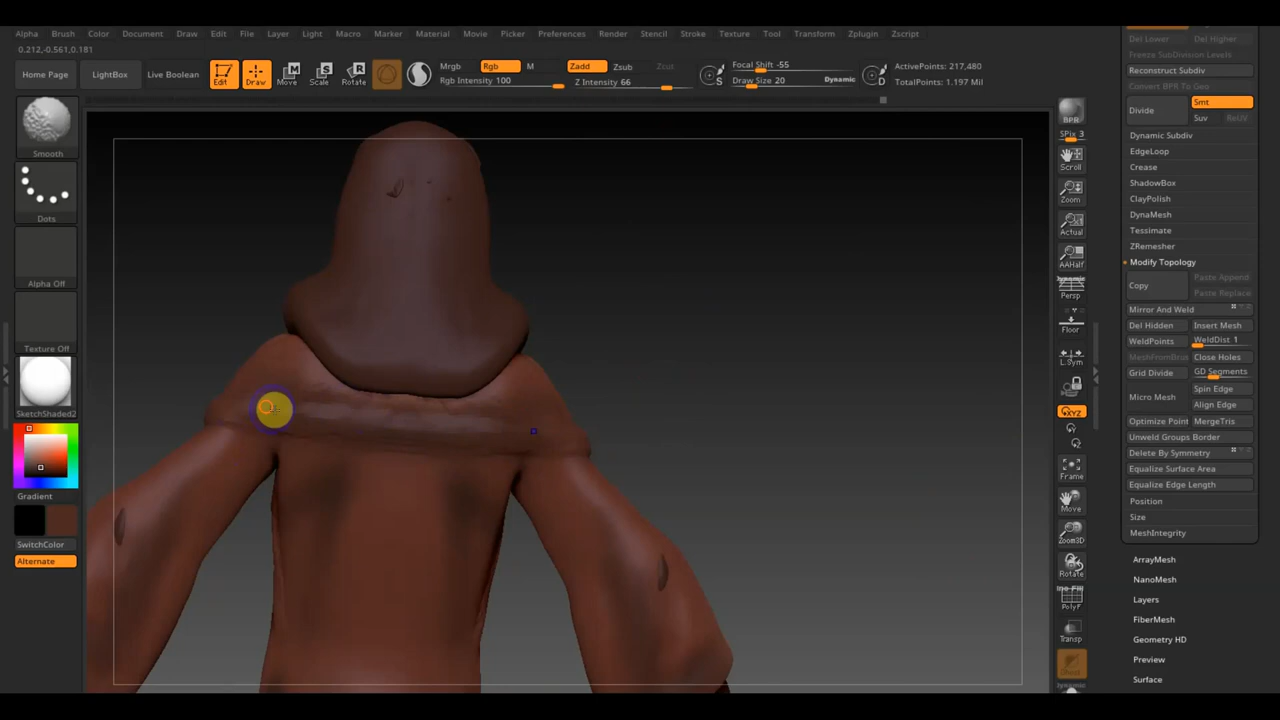 Alpha Brush Color Document Draw Edit File Layer Light Macro Marker Material Movie Picker Preferences Render Stencil Stroke Texture Tool Transform Zplugin Zscript
0.212,-0.561,0.181
Home Page LightBox Live Boolean Edit Draw Move Scale Rotate
Mrgb Rgb M
Rgb Intensity 100
Zadd Zsub Zcut
Z Intensity 66
S
Focal Shift -55
Draw Size 20 Dynamic
D
ActivePoints: 217,480
TotalPoints: 1.197 Mil
Smooth
Dots
Alpha Off
Texture Off
SketchShaded2
Gradient
SwitchColor
Alternate
BPR
SPix 3
Scroll
Zoom
Actual
AAHalf
Dynamic
Persp
Floor
L.Sym
XYZ
Y
Z
Frame
Move
Zoom3D
Rotate
PolyF
Transp
Dynamic
Del Lower Del Higher
Freeze SubDivision Levels
Reconstruct Subdiv
Convert BPR To Geo
Divide Smt
Suv ReUV
Dynamic Subdiv
EdgeLoop
Crease
ShadowBox
ClayPolish
DynaMesh
Tessimate
ZRemesher
Modify Topology
Copy Paste Append
Paste Replace
Mirror And Weld
Del Hidden Insert Mesh
WeldPoints WeldDist 1
MeshFromBrus Close Holes
Grid Divide GD Segments
Micro Mesh Spin Edge
Align Edge
Optimize Point MergeTris
Unweld Groups Border
Delete By Symmetry
Equalize Surface Area
Equalize Edge Length
Position
Size
MeshIntegrity
ArrayMesh
NanoMesh
Layers
FiberMesh
Geometry HD
Preview
Surface